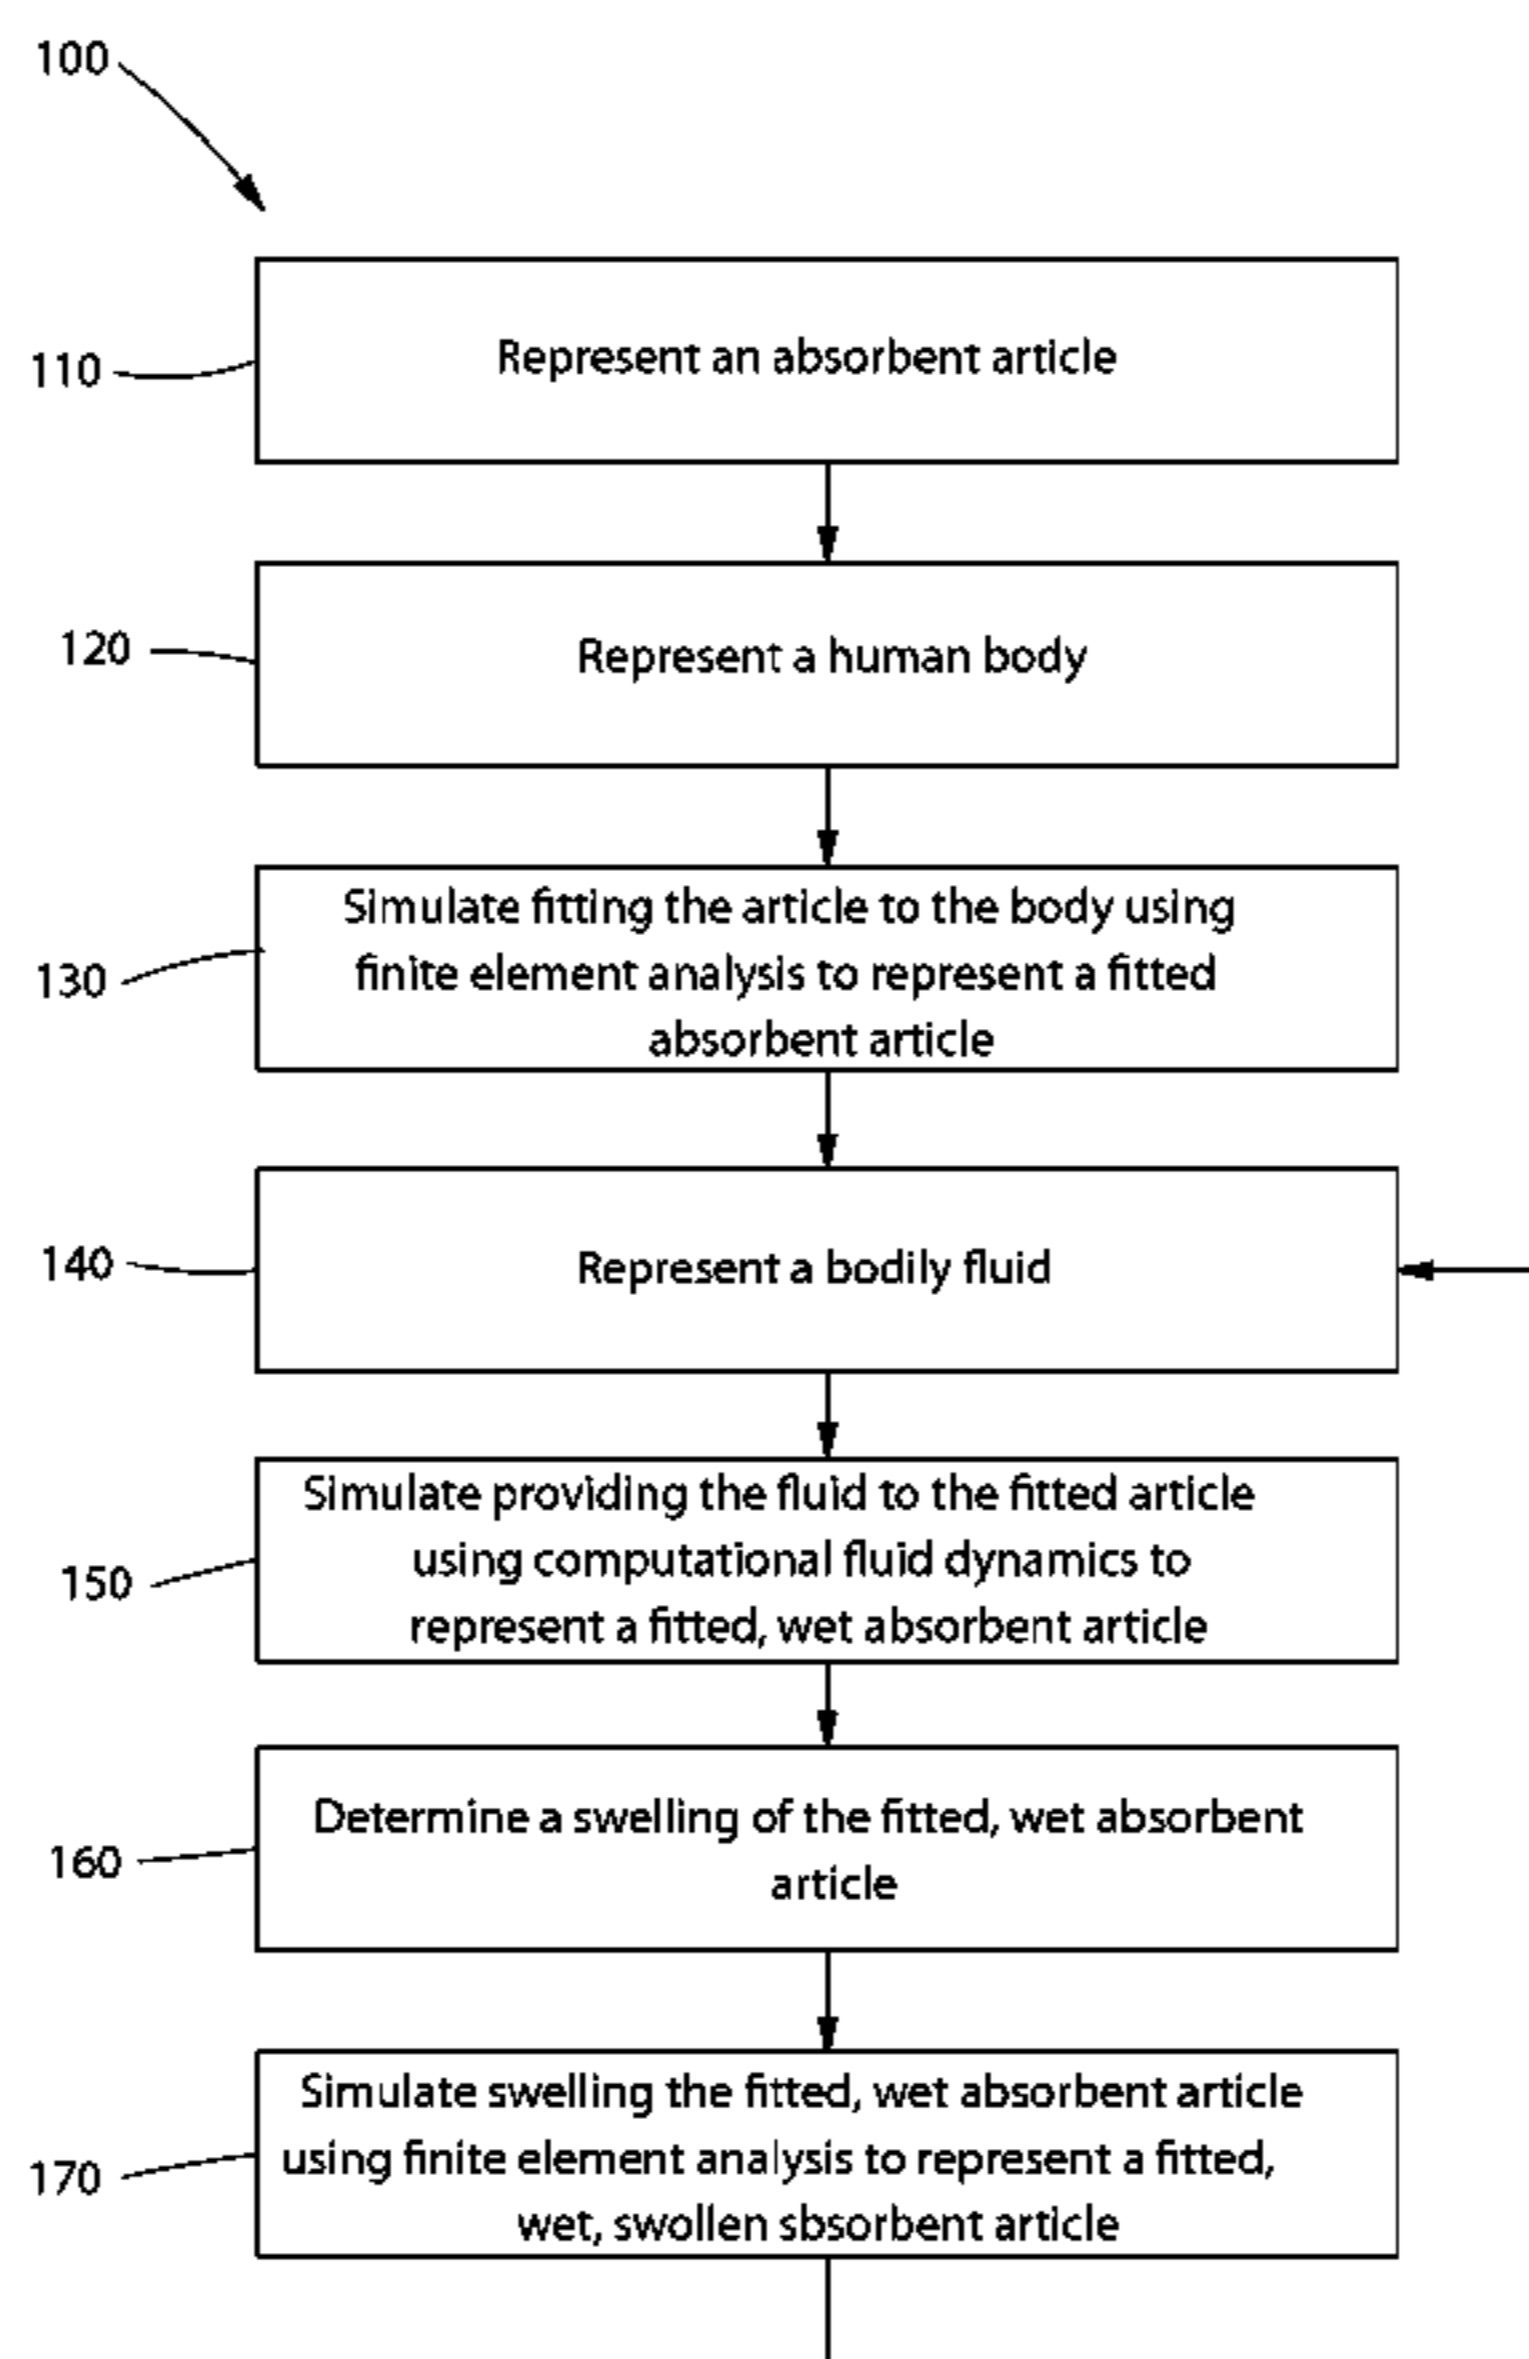 100
110
Represent an absorbent article
120
Represent a human body
Simulate fitting the article to the body using
130
finite element analysis to represent a fitted
absorbent article
140
Represent a bodily fluid
Simulate providing the fluid to the fitted article
150
using computational fluid dynamics to
represent a fitted, wet absorbent article
160
Determine a swelling of the fitted, wet absorbent
article
Simulate swelling the fitted, wet absorbent article
170
using finite element analysis to represent a fitted,
wet, swollen sbsorbent article